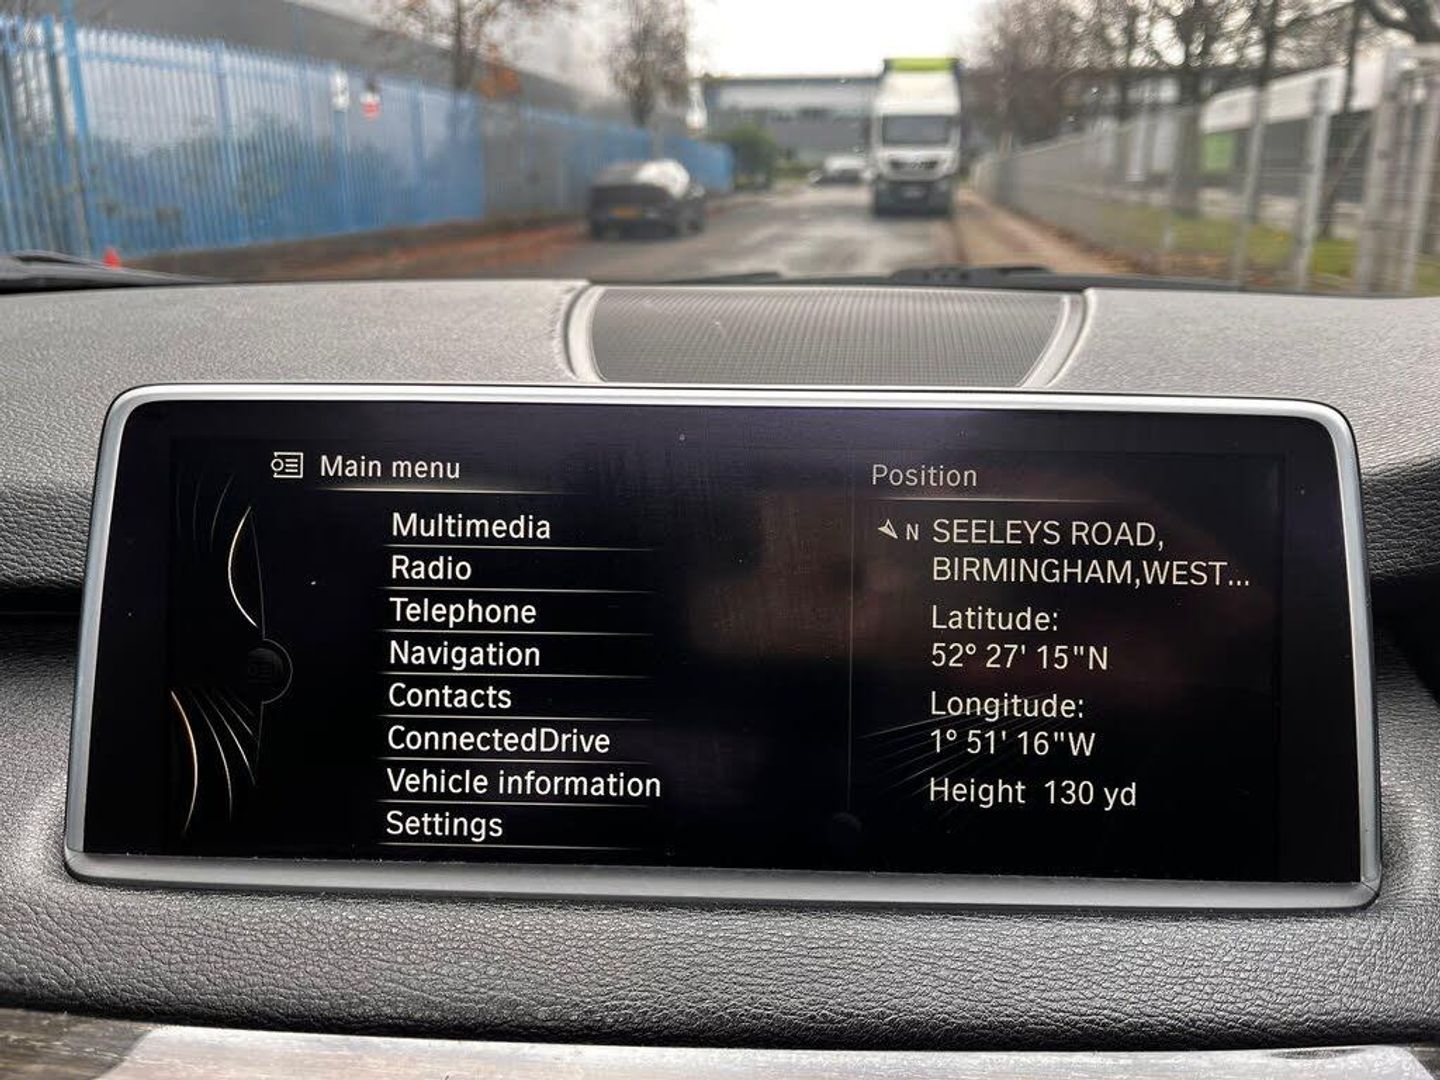 Main menu
Multimedia
Radio
Telephone
Navigation
Contacts
ConnectedDrive
Vehicle information
Settings
Position
N SEELEYS ROAD,
BIRMINGHAM,WEST...
Latitude:
52° 27' 15"N
Longitude:
1° 51' 16"W
Height 130 yd